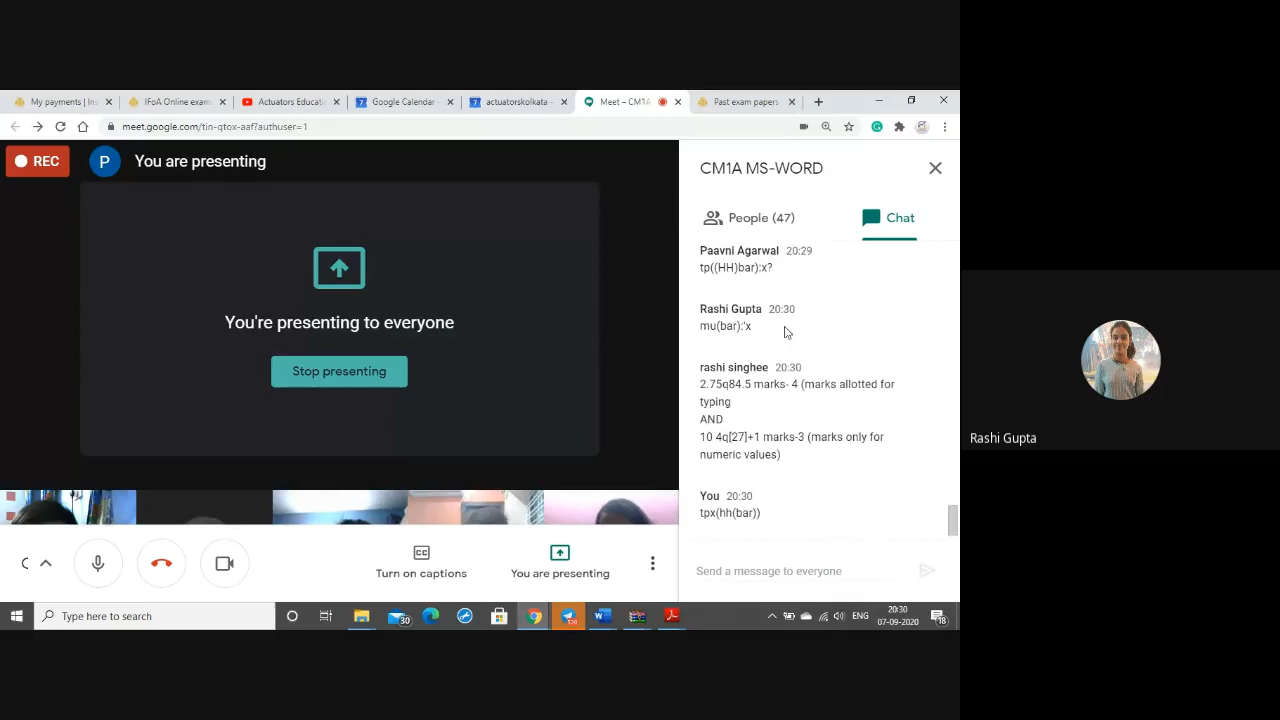 My payments | Ins
IFoA Online exam
Actuators Educati
Google Calendar
actuatorskolkata –
Meet – CM1A
Past exam papers
meet.google.com/tin-qtox-aaf?authuser=1
REC
P
You are presenting
You're presenting to everyone
Stop presenting
CM1A MS-WORD
People (47)
Chat
Paavni Agarwal 20:29
tp((HH)bar):x?
Rashi Gupta 20:30
mu(bar):'x
rashi singhee 20:30
2.75q84.5 marks- 4 (marks allotted for
typing
AND
10 4q[27]+1 marks-3 (marks only for
numeric values)
You 20:30
tpx(hh(bar))
Send a message to everyone
C
Turn on captions
You are presenting
Type here to search
30
ENG
20:30
07-09-2020
18
Rashi Gupta